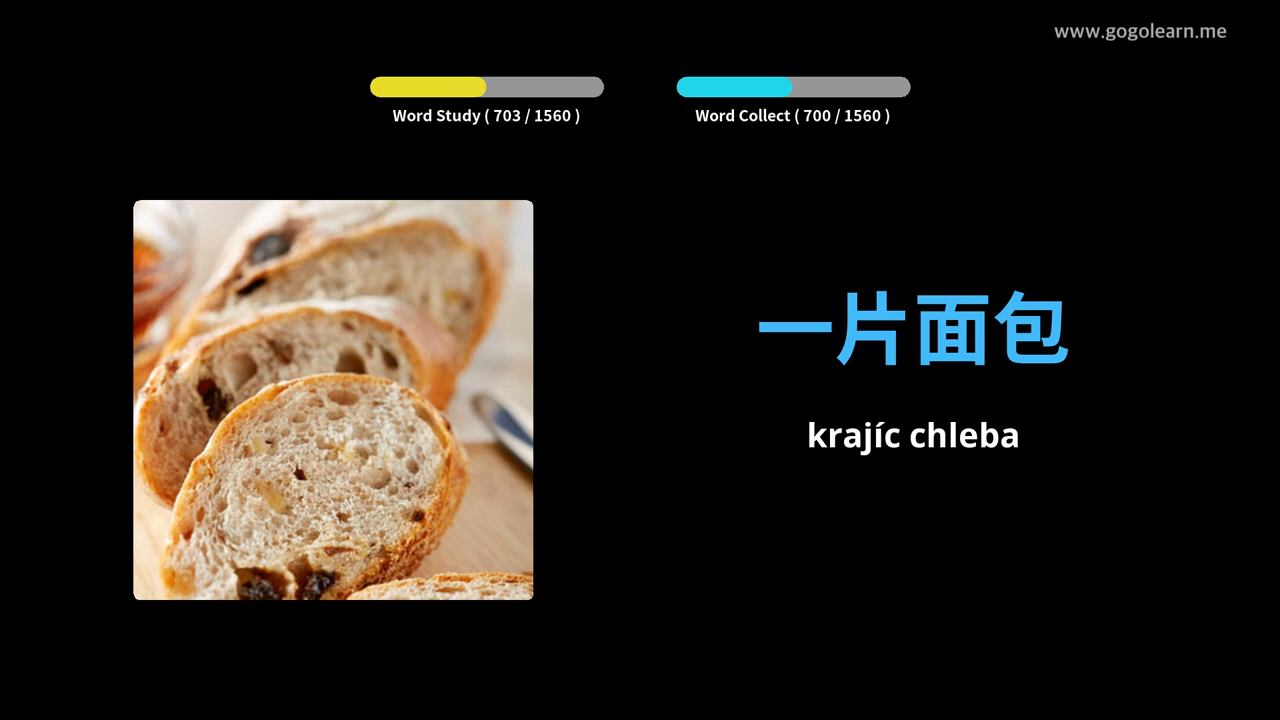 www.gogolearn.me
Word Study ( 703 / 1560 )
Word Collect ( 700 / 1560 )
一片面包
krajíc chleba